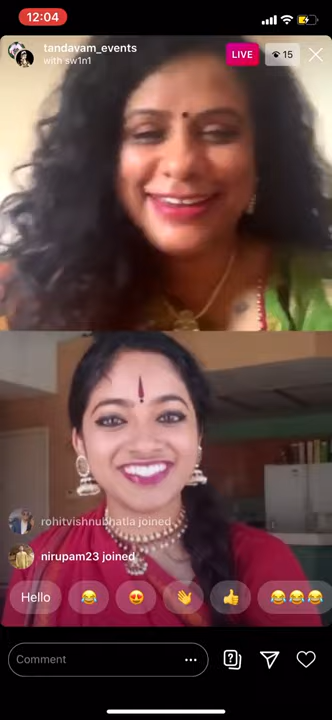 12:04
tandavam_events
with sw1n1
LIVE
15
rohitvishnubhatla joined
nirupam23 joined
Hello
Comment